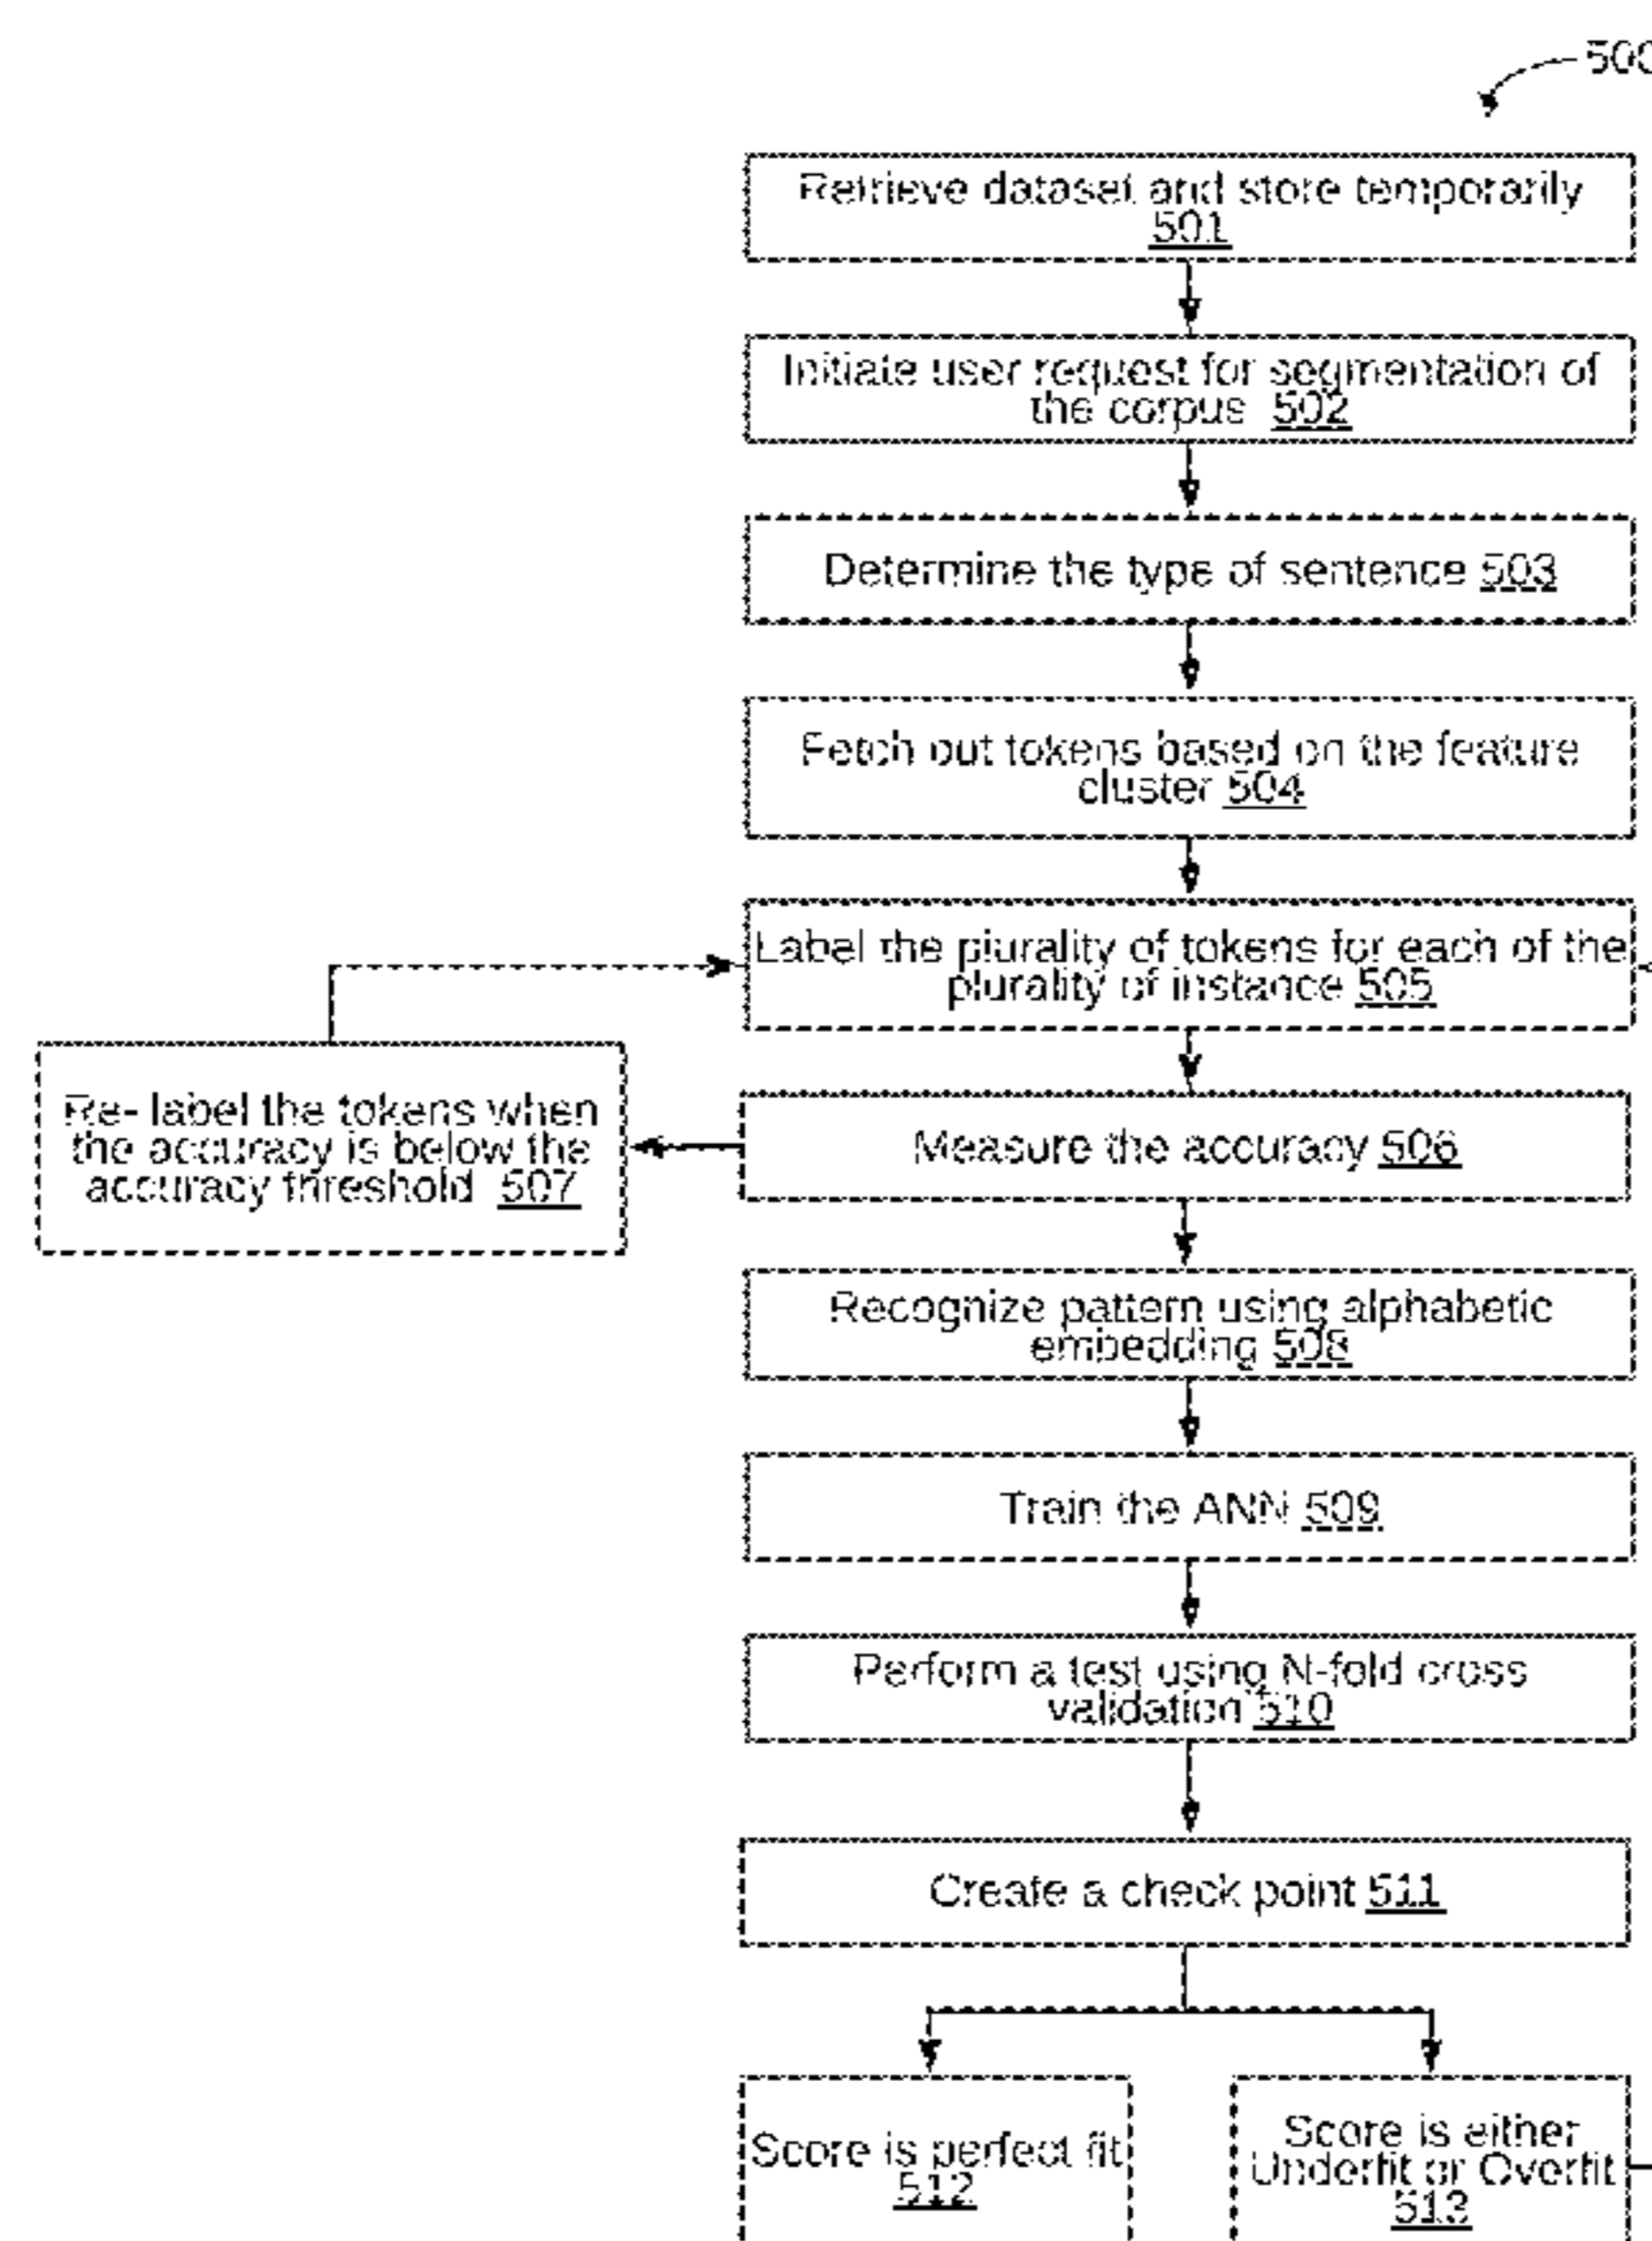 500
Retrieve dataset and store temporarily
501
Initiate user request for segmentation of
the corpus 502
Determine the type of sentence 503
Fetch out tokens based on the feature
cluster 504
Label the plurality of tokens for each of the
plurality of instance 505
Re- label the tokens when
the accuracy is below the
accuracy threshold 507
Measure the accuracy 506
Recognize pattern using alphabetic
embedding 508
Train the ANN 509
Perform a test using N-fold cross
validation 510
Create a check point 511
Score is perfect fit
512
Score is either
Underfit or Overfit
513